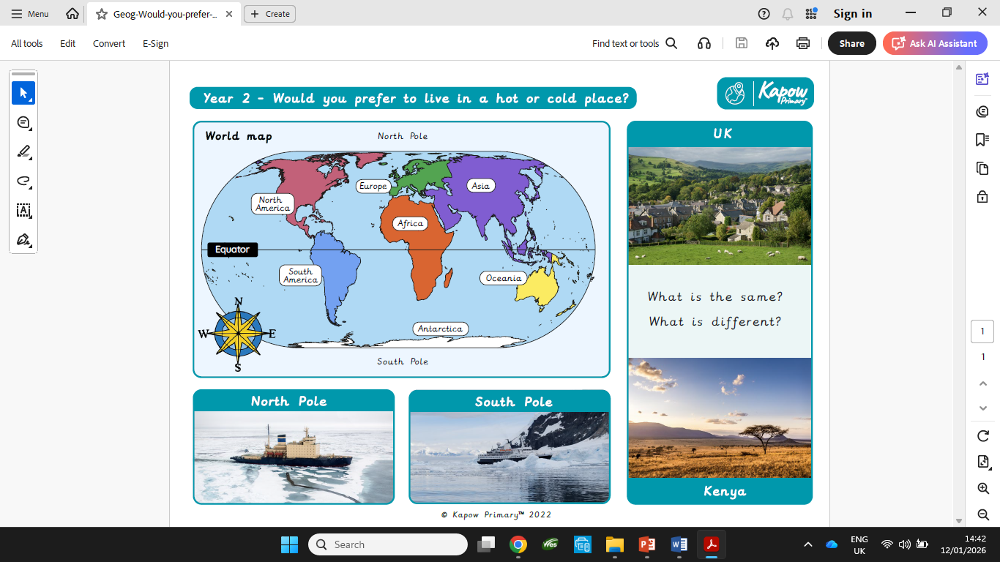 Menu
Geog-Would-you-prefer-...
Create
Sign in
All tools
Edit
Convert
E-Sign
Find text or tools
Share
Ask AI Assistant
Year 2 - Would you prefer to live in a hot or cold place?
Kapow
Primary™
World map
North Pole
North
America
Europe
Asia
Africa
Equator
South
America
Oceania
Antarctica
N
W
E
S
South Pole
UK
What is the same?
What is different?
Kenya
North Pole
South Pole
© Kapow Primary™ 2022
1
1
Search
Wes
ENG
UK
14:42
12/01/2026